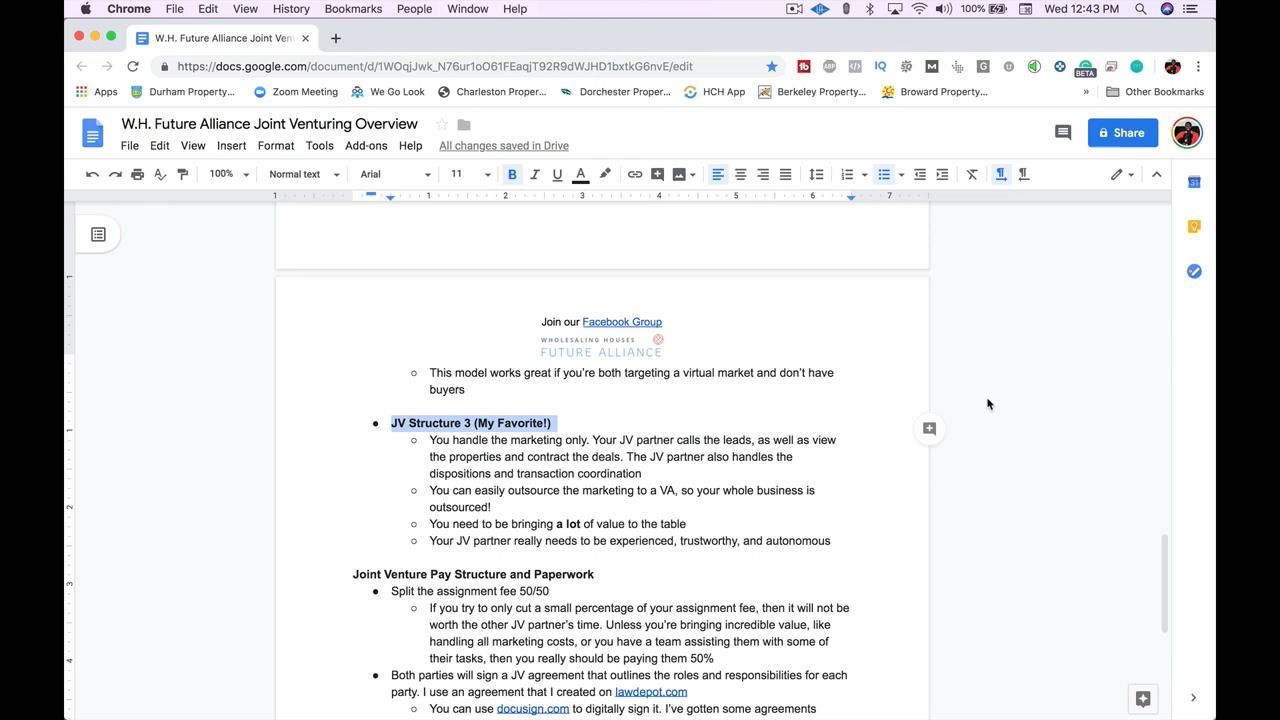 Chrome File Edit View History Bookmarks People Window Help 100% Wed 12:43 PM
W.H. Future Alliance Joint Vent
https://docs.google.com/document/d/1WOqjJwk_N76ur1oO61FEaqjT92R9dWJHD1bxtkG6nvE/edit
BETA
Apps Durham Property... Zoom Meeting We Go Look Charleston Proper... Dorchester Proper... HCH App Berkeley Property... Broward Property... » Other Bookmarks
W.H. Future Alliance Joint Venturing Overview
File Edit View Insert Format Tools Add-ons Help All changes saved in Drive
Share
100% Normal text Arial 11 B I U A
1 1 2 3 4 5 6 7
Join our Facebook Group
WHOLESALING HOUSES
FUTURE ALLIANCE
This model works great if you're both targeting a virtual market and don't have
buyers
JV Structure 3 (My Favorite!)
You handle the marketing only. Your JV partner calls the leads, as well as view
the properties and contract the deals. The JV partner also handles the
dispositions and transaction coordination
You can easily outsource the marketing to a VA, so your whole business is
outsourced!
You need to be bringing a lot of value to the table
Your JV partner really needs to be experienced, trustworthy, and autonomous
Joint Venture Pay Structure and Paperwork
Split the assignment fee 50/50
If you try to only cut a small percentage of your assignment fee, then it will not be
worth the other JV partner's time. Unless you're bringing incredible value, like
handling all marketing costs, or you have a team assisting them with some of
their tasks, then you really should be paying them 50%
Both parties will sign a JV agreement that outlines the roles and responsibilities for each
party. I use an agreement that I created on lawdepot.com
You can use docusign.com to digitally sign it. I've gotten some agreements